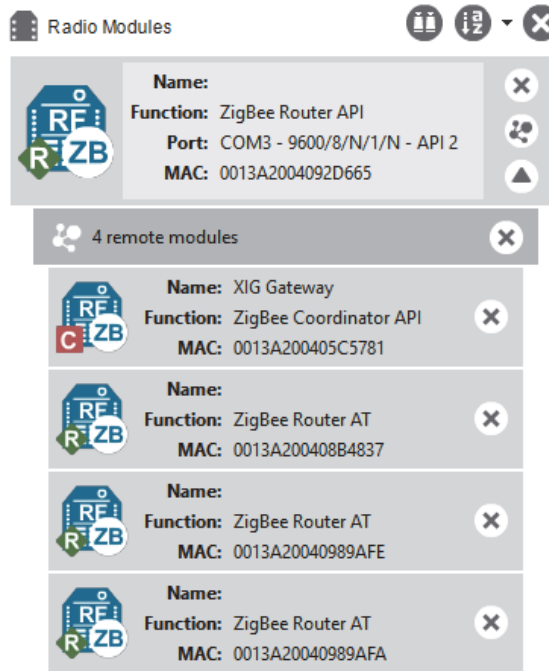 Radio Modules
RF
R
ZB
Name:
Function: ZigBee Router API
Port: COM3 - 9600/8/N/1/N - API 2
MAC: 0013A2004092D665
4 remote modules
RF
C
ZB
Name: XIG Gateway
Function: ZigBee Coordinator API
MAC: 0013A200405C5781
RF
R
ZB
Name:
Function: ZigBee Router AT
MAC: 0013A200408B4837
RF
R
ZB
Name:
Function: ZigBee Router AT
MAC: 0013A20040989AFE
RF
R
ZB
Name:
Function: ZigBee Router AT
MAC: 0013A20040989AFA